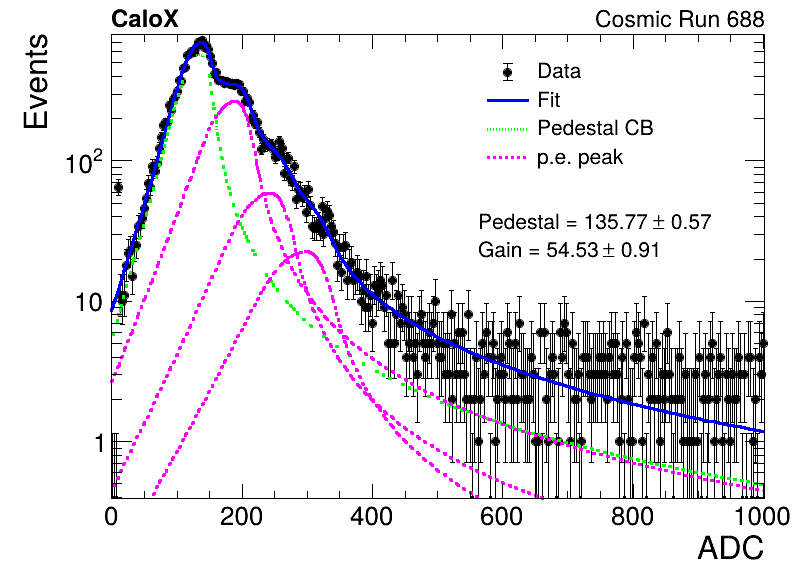 CaloX Cosmic Run 688
Events
Data
Fit
Pedestal CB
p.e. peak
Pedestal = 135.77 ± 0.57
Gain = 54.53 ± 0.91
10²
10
1
0 200 400 600 800 1000
ADC